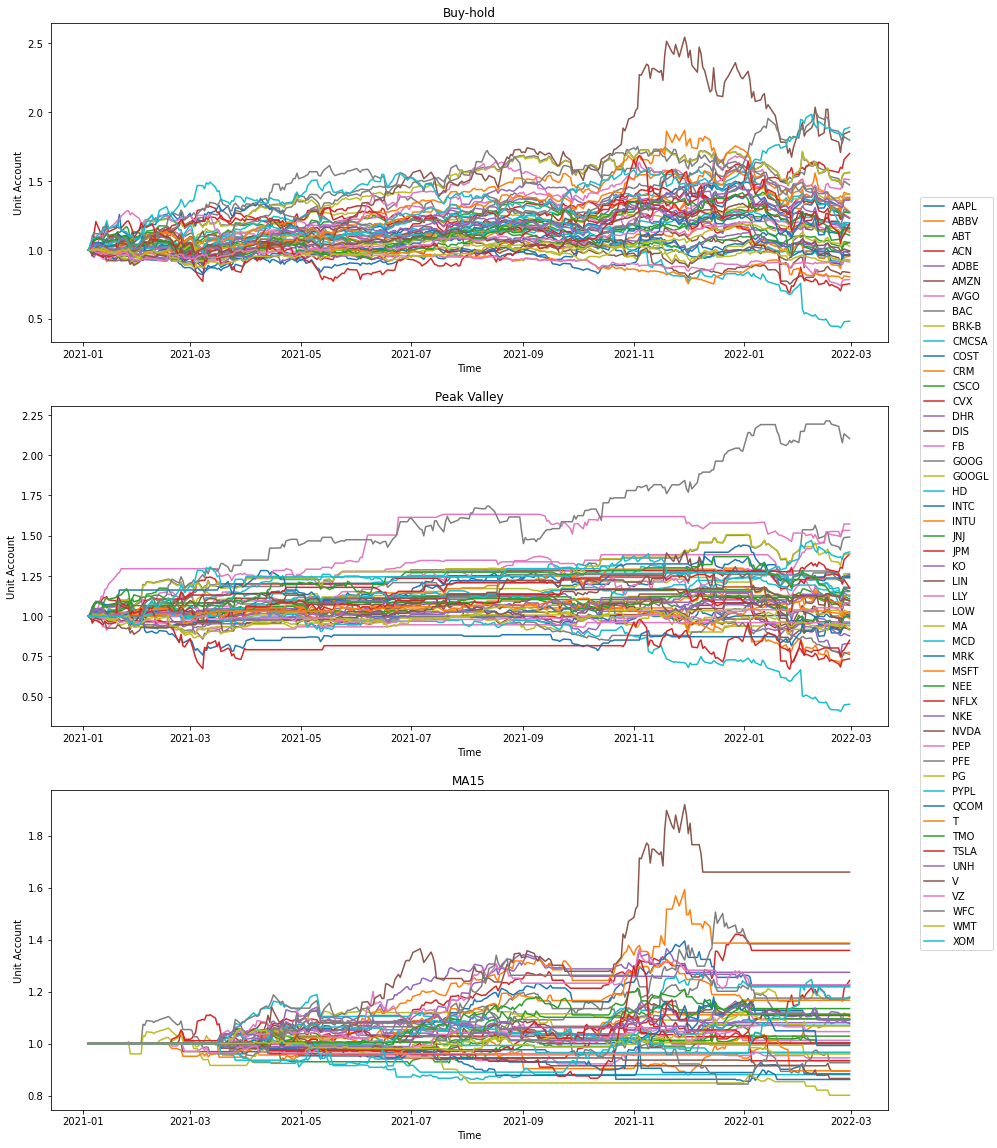 Buy-hold
2.5
2.0
1.5
1.0
0.5
Unit Account
2021-01 2021-03 2021-05 2021-07 2021-09 2021-11 2022-01 2022-03
Time
Peak Valley
2.25
2.00
1.75
1.50
1.25
1.00
0.75
0.50
Unit Account
2021-01 2021-03 2021-05 2021-07 2021-09 2021-11 2022-01 2022-03
Time
MA15
1.8
1.6
1.4
1.2
1.0
0.8
Unit Account
2021-01 2021-03 2021-05 2021-07 2021-09 2021-11 2022-01 2022-03
Time
AAPL
ABBV
ABT
ACN
ADBE
AMZN
AVGO
BAC
BRK-B
CMCSA
COST
CRM
CSCO
CVX
DHR
DIS
FB
GOOG
GOOGL
HD
INTC
INTU
JNJ
JPM
KO
LIN
LLY
LOW
MA
MCD
MRK
MSFT
NEE
NFLX
NKE
NVDA
PEP
PFE
PG
PYPL
QCOM
T
TMO
TSLA
UNH
V
VZ
WFC
WMT
XOM